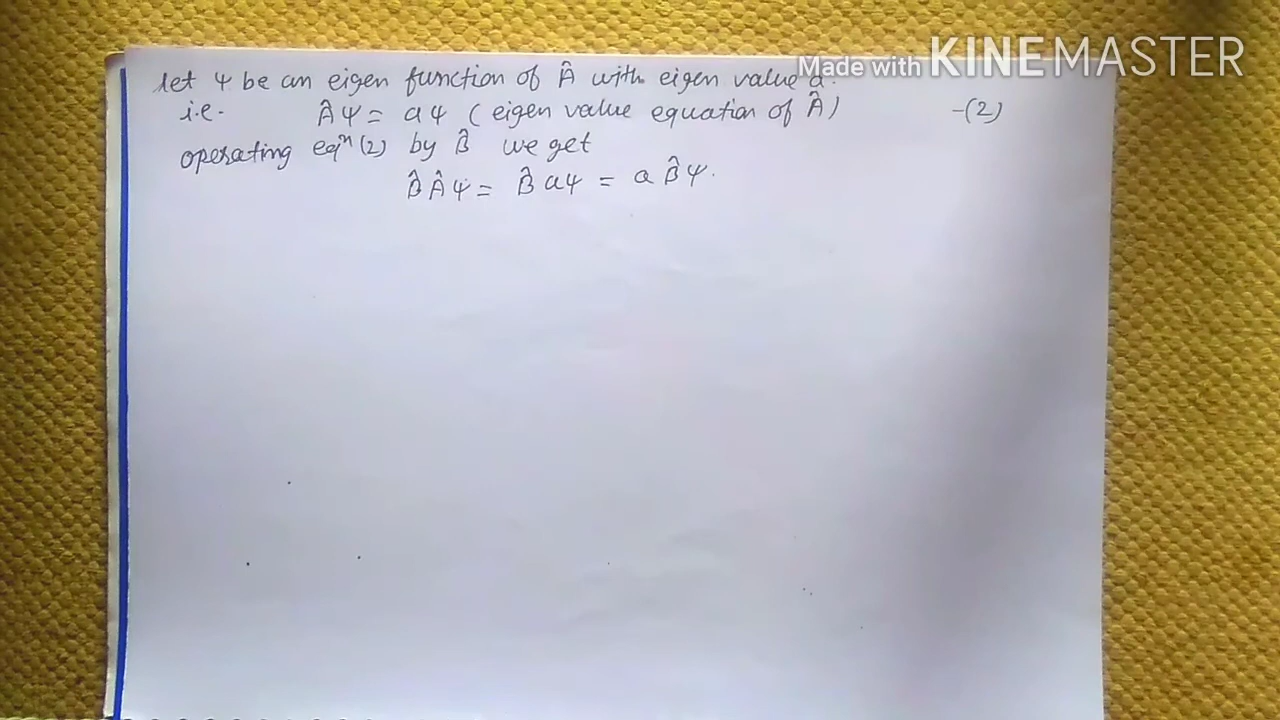 Made with KINEMASTER
let ψ be an eigen function of Â with eigen value a.
i.e. Âψ = aψ (eigen value equation of Â) -(2)
operating eqⁿ (2) by B̂ we get
B̂Âψ = B̂aψ = aB̂ψ.